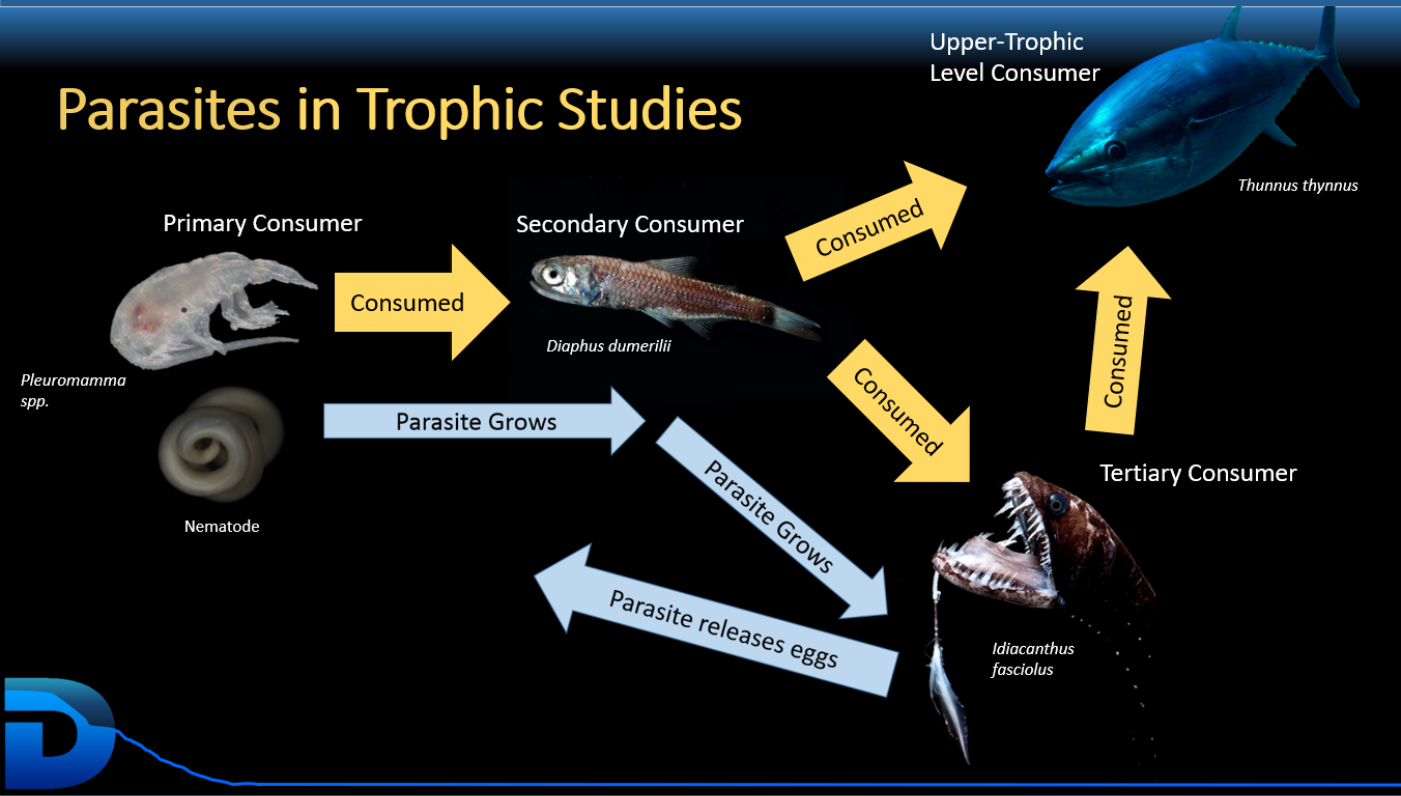 Upper-Trophic
Level Consumer
Parasites in Trophic Studies
Thunnus thynnus
Primary Consumer
Secondary Consumer
Consumed
Consumed
Diaphus dumerilii
Pleuromamma
spp.
Consumed
Consumed
Parasite Grows
Nematode
Parasite Grows
Tertiary Consumer
Parasite releases eggs
Idiacanthus
fasciolus
D